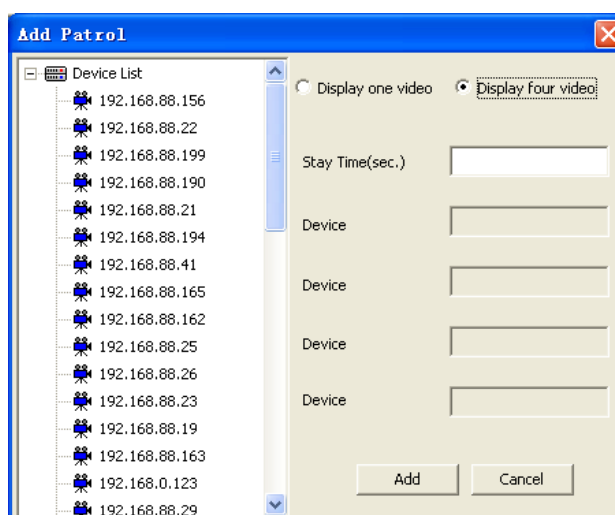 Add Patrol
Device List
192.168.88.156
192.168.88.22
192.168.88.199
192.168.88.190
192.168.88.21
192.168.88.194
192.168.88.41
192.168.88.165
192.168.88.162
192.168.88.25
192.168.88.26
192.168.88.23
192.168.88.19
192.168.88.163
192.168.0.123
192.168.88.29
Display one video
Display four video
Stay Time(sec.)
Device
Device
Device
Device
Add
Cancel